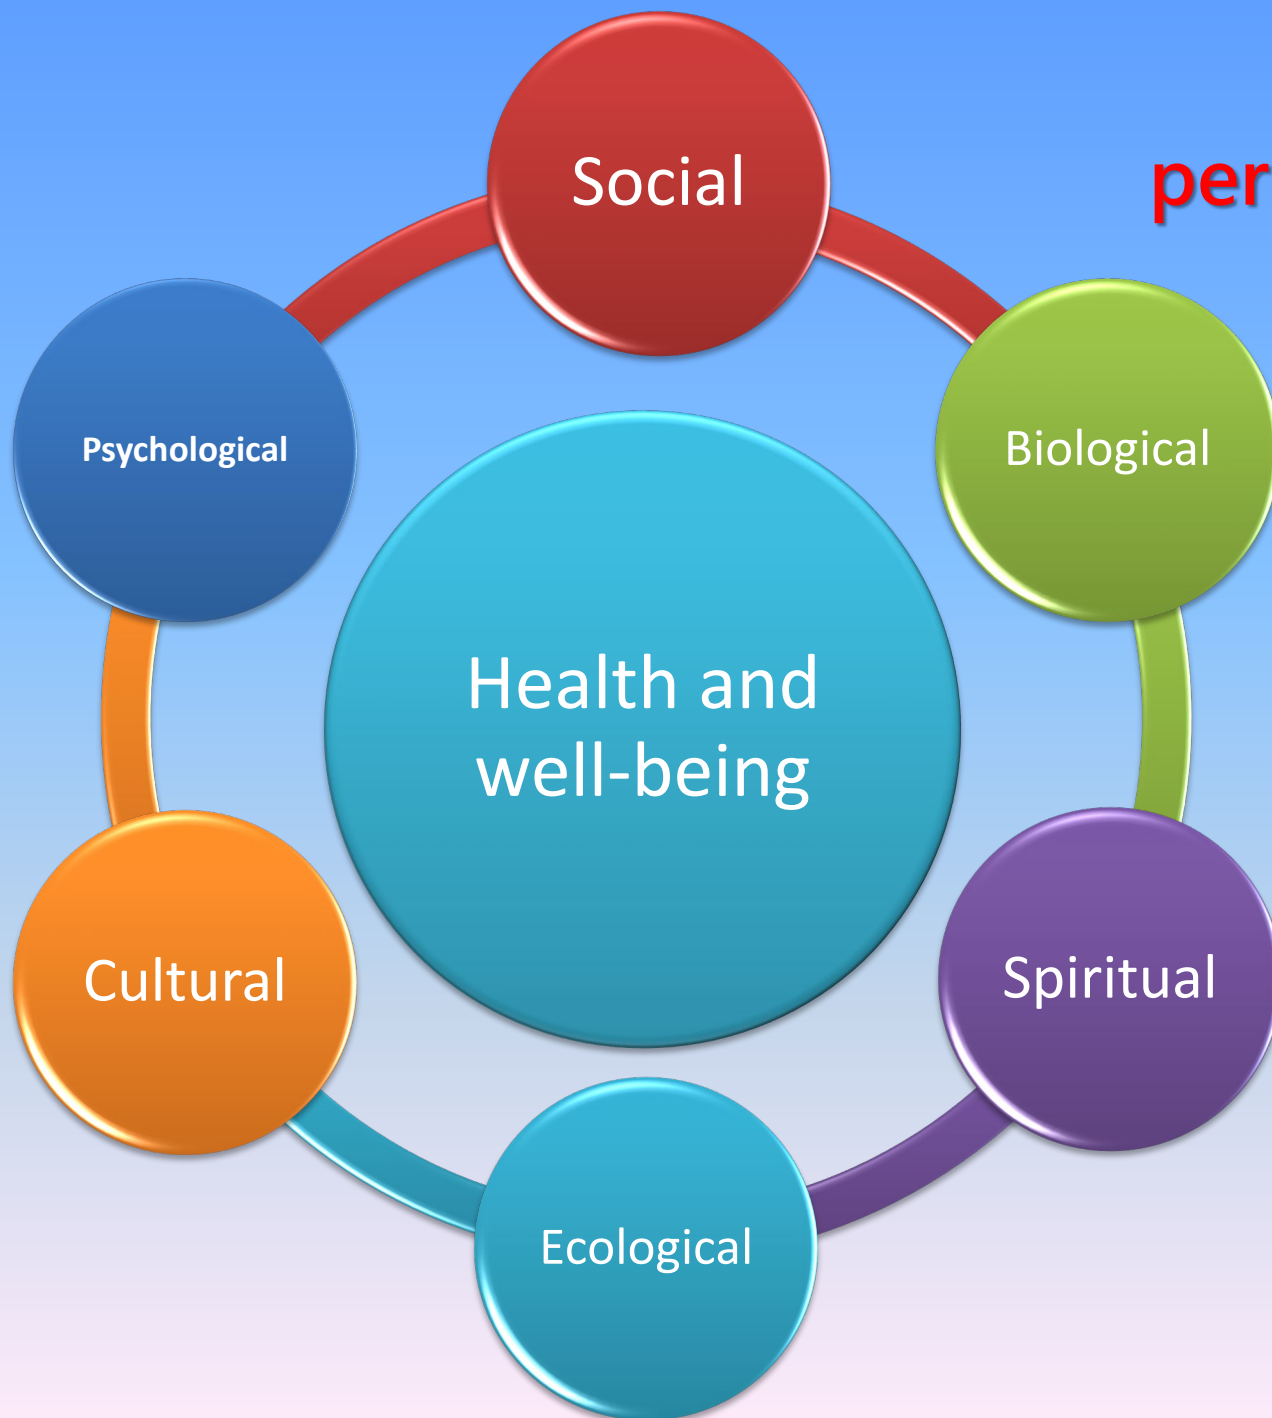 Social
per
Psychological
Biological
Health and
well-being
Cultural
Spiritual
Ecological